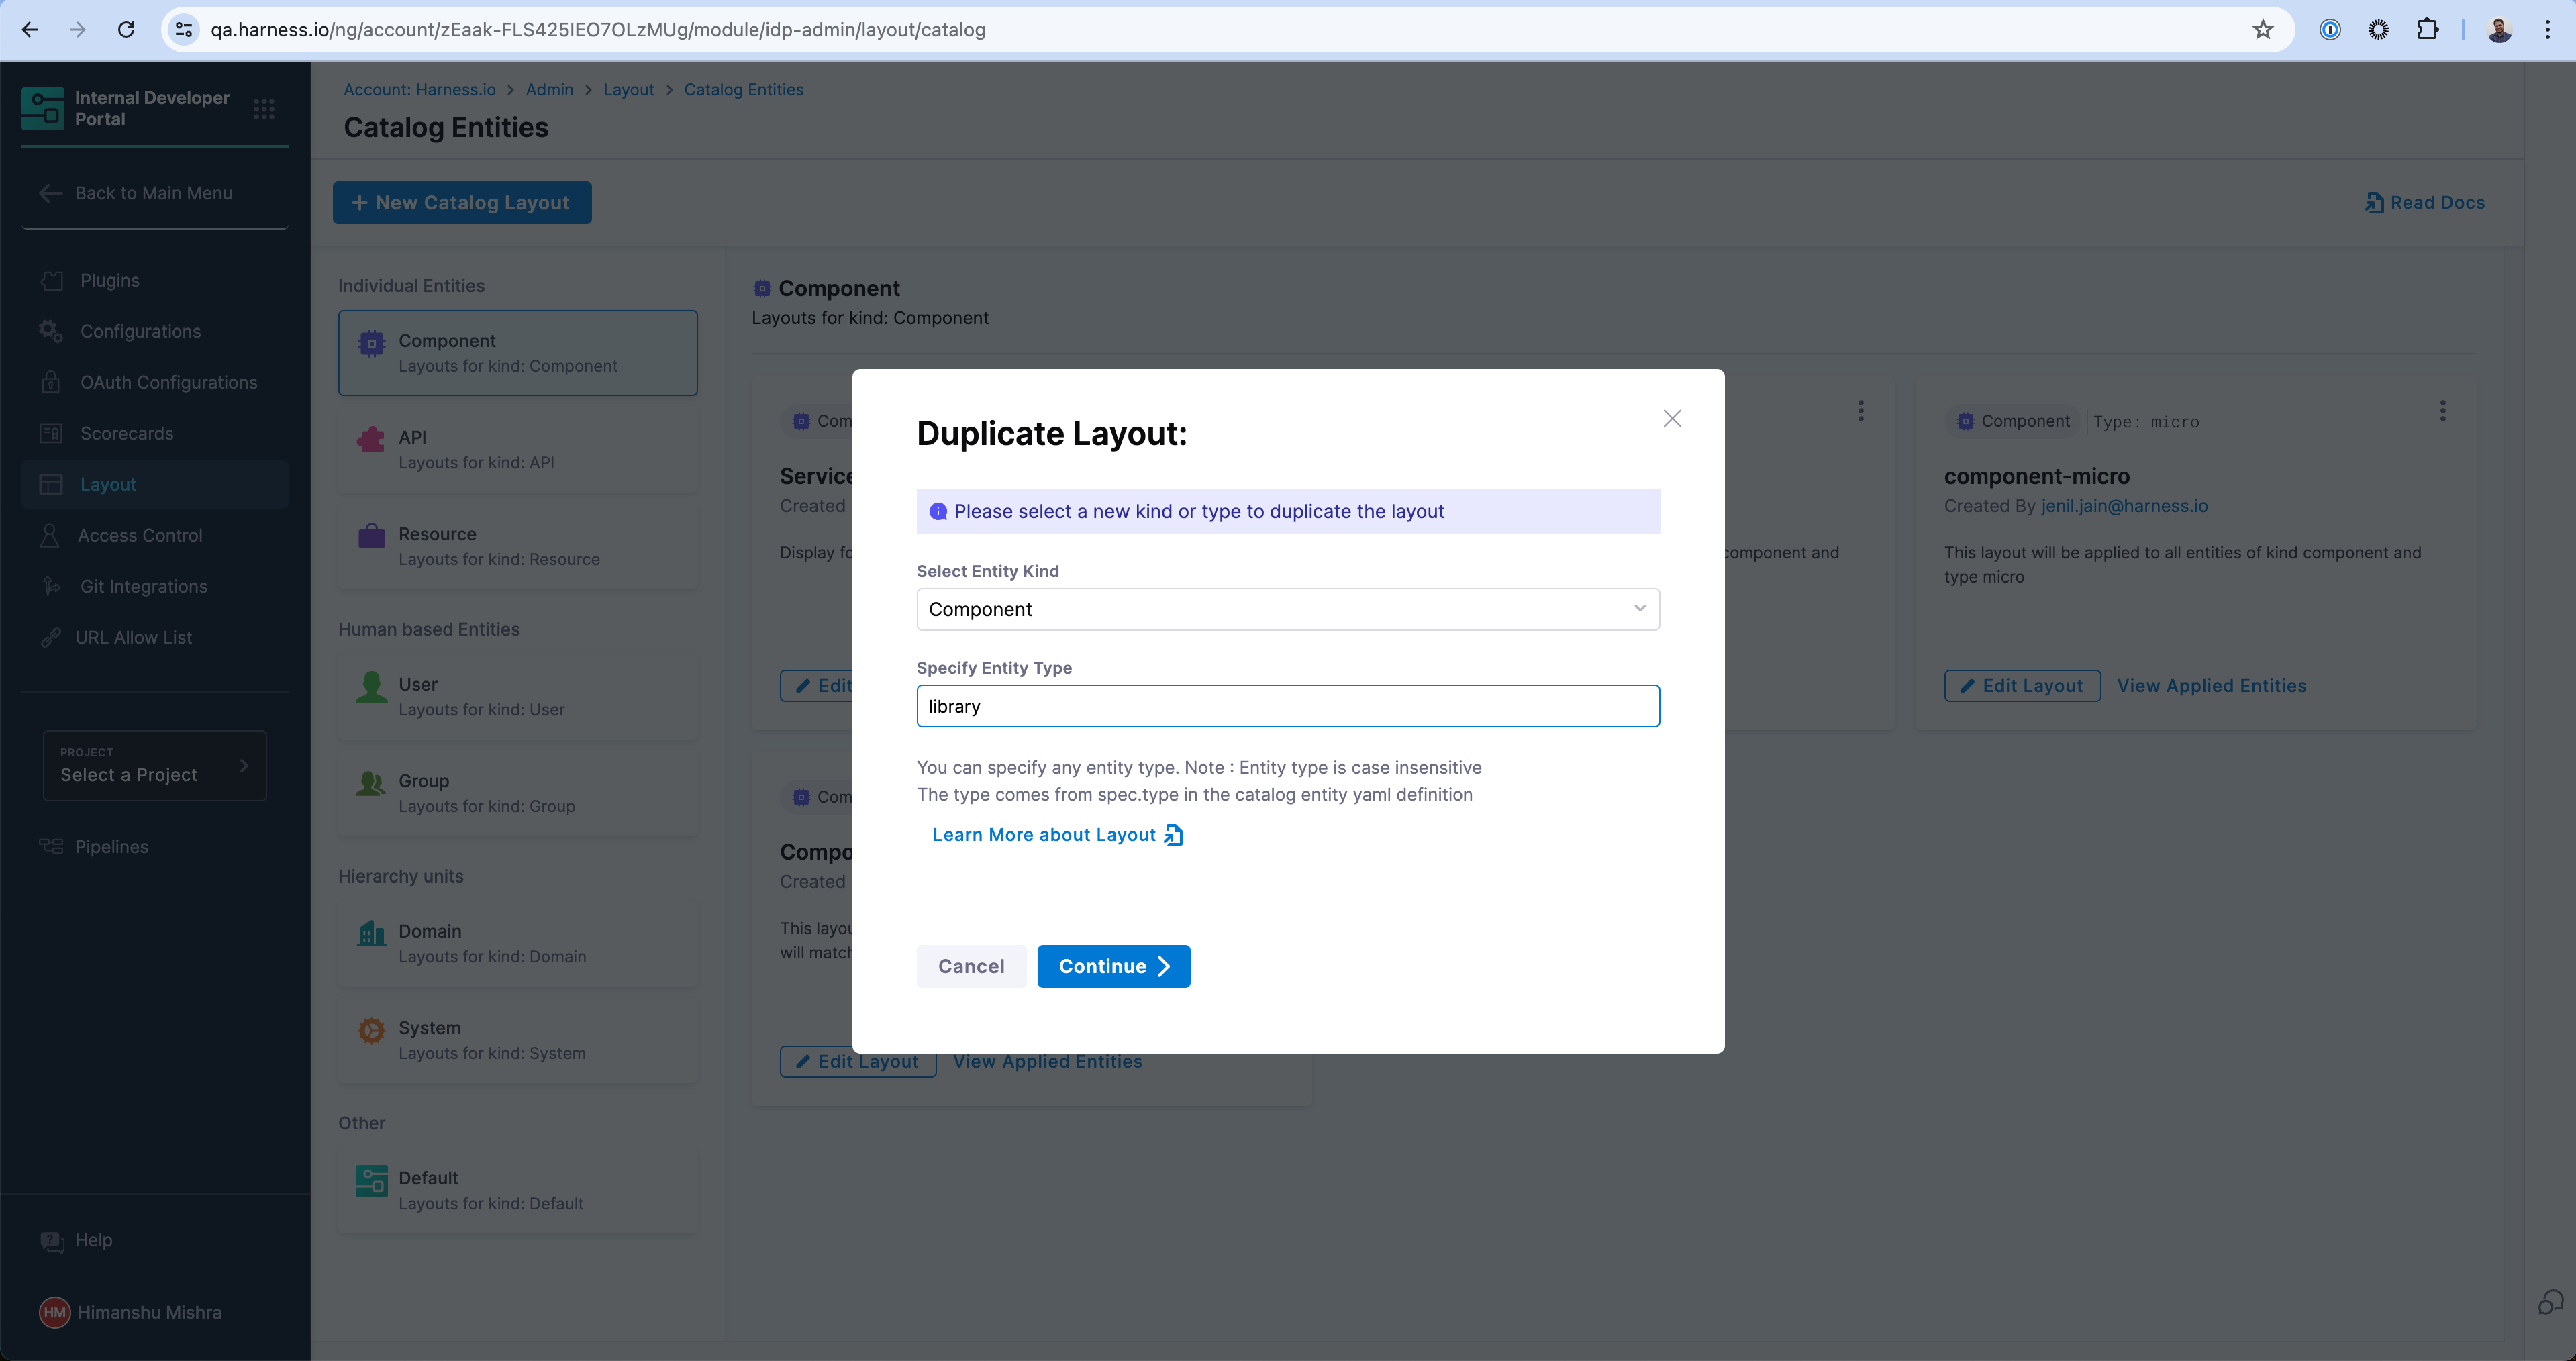 qa.harness.io/ng/account/zEaak-FLS425IEO7OLzMUg/module/idp-admin/layout/catalog
Internal Developer
Portal
Back to Main Menu
Plugins
Configurations
OAuth Configurations
Scorecards
Layout
Access Control
Git Integrations
URL Allow List
PROJECT
Select a Project
Pipelines
Help
HM Himanshu Mishra
Account: Harness.io > Admin > Layout > Catalog Entities
Catalog Entities
+ New Catalog Layout
Read Docs
Individual Entities
Component
Layouts for kind: Component
API
Layouts for kind: API
Resource
Layouts for kind: Resource
Human based Entities
User
Layouts for kind: User
Group
Layouts for kind: Group
Hierarchy units
Domain
Layouts for kind: Domain
System
Layouts for kind: System
Other
Default
Layouts for kind: Default
Component
Layouts for kind: Component
Com
Service
Created
Display fo
Edit
component and
Component Type: micro
component-micro
Created By jenil.jain@harness.io
This layout will be applied to all entities of kind component and
type micro
Edit Layout View Applied Entities
Com
Compo
Created
This layou
will match
Edit Layout View Applied Entities
Duplicate Layout:
Please select a new kind or type to duplicate the layout
Select Entity Kind
Component
Specify Entity Type
library
You can specify any entity type. Note : Entity type is case insensitive
The type comes from spec.type in the catalog entity yaml definition
Learn More about Layout
Cancel
Continue